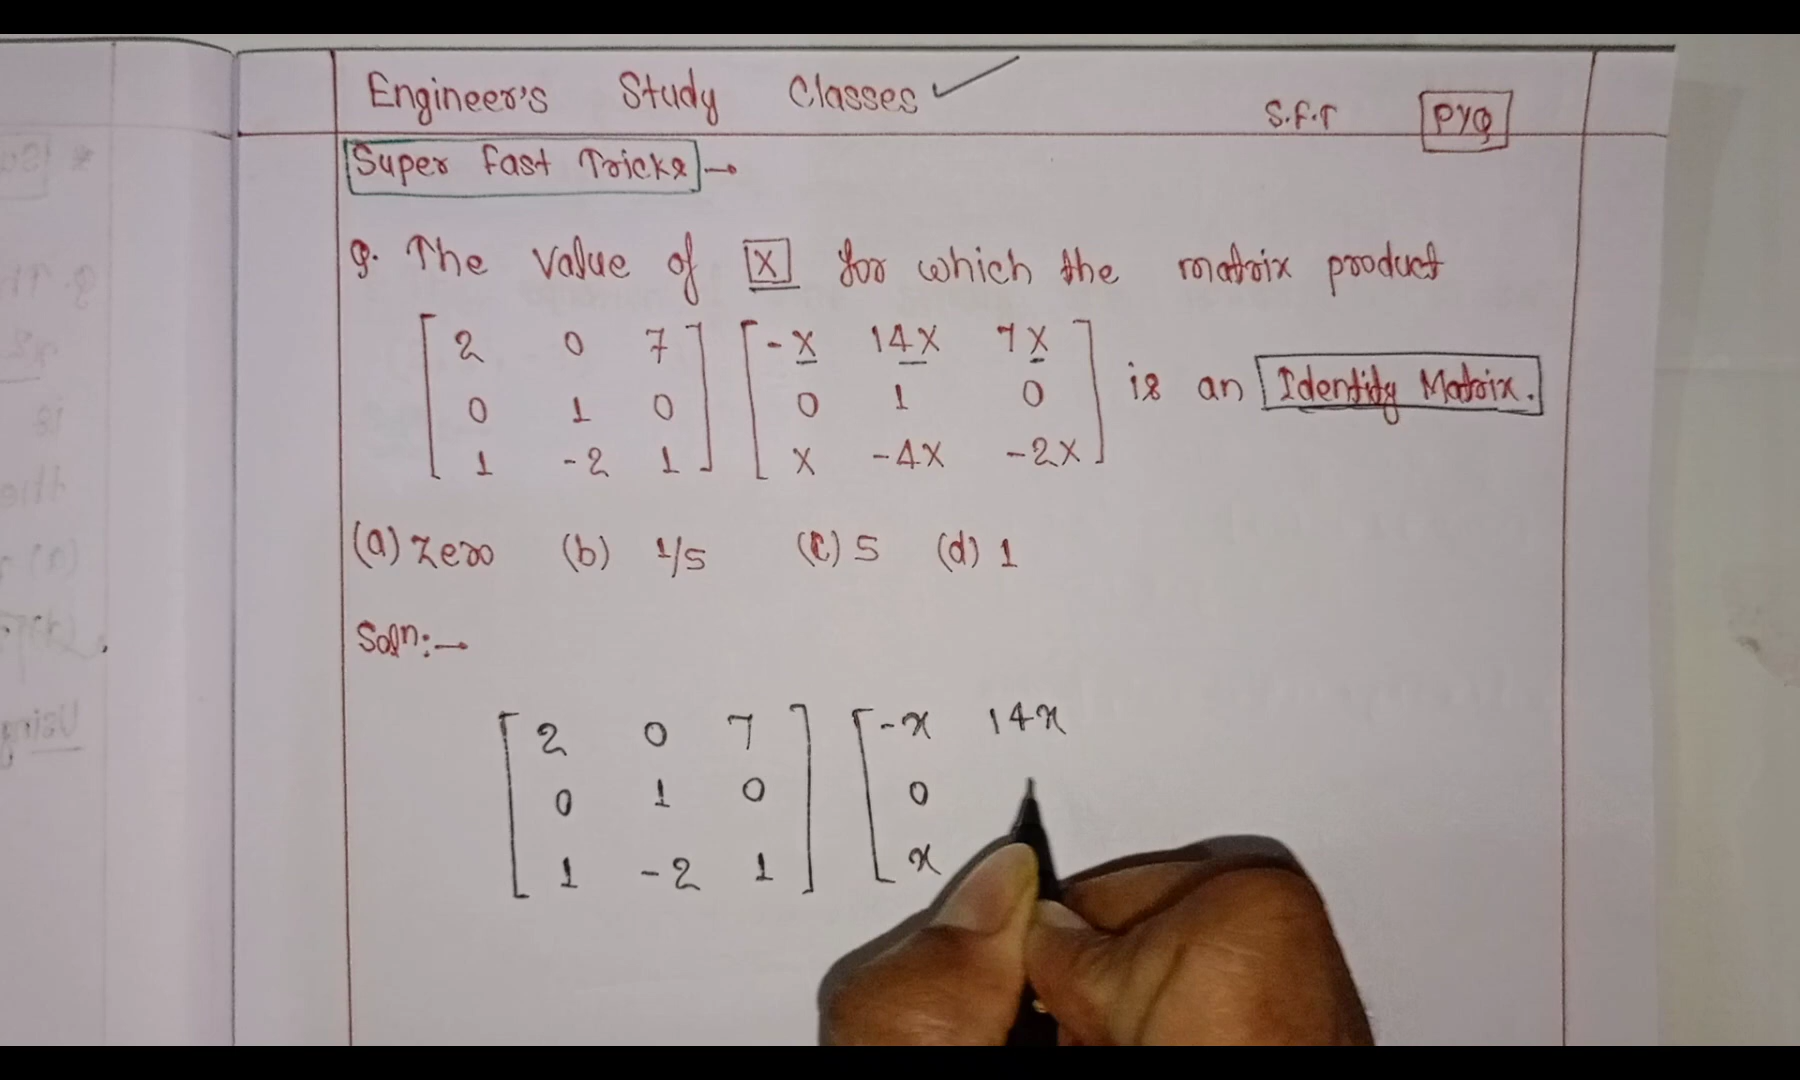 Engineer's Study Classes
S.F.T PYQ
Super Fast Tricks →
Q. The value of X for which the matrix product
[2 0 7] [-X 14X 7X]
[0 1 0] [0 1 0] is an Identity Matrix.
[1 -2 1] [X -4X -2X]
(a) Zero (b) 1/5 (c) 5 (d) 1
Soln:→
[2 0 7] [-x 14x
[0 1 0] [0
[1 -2 1] [x